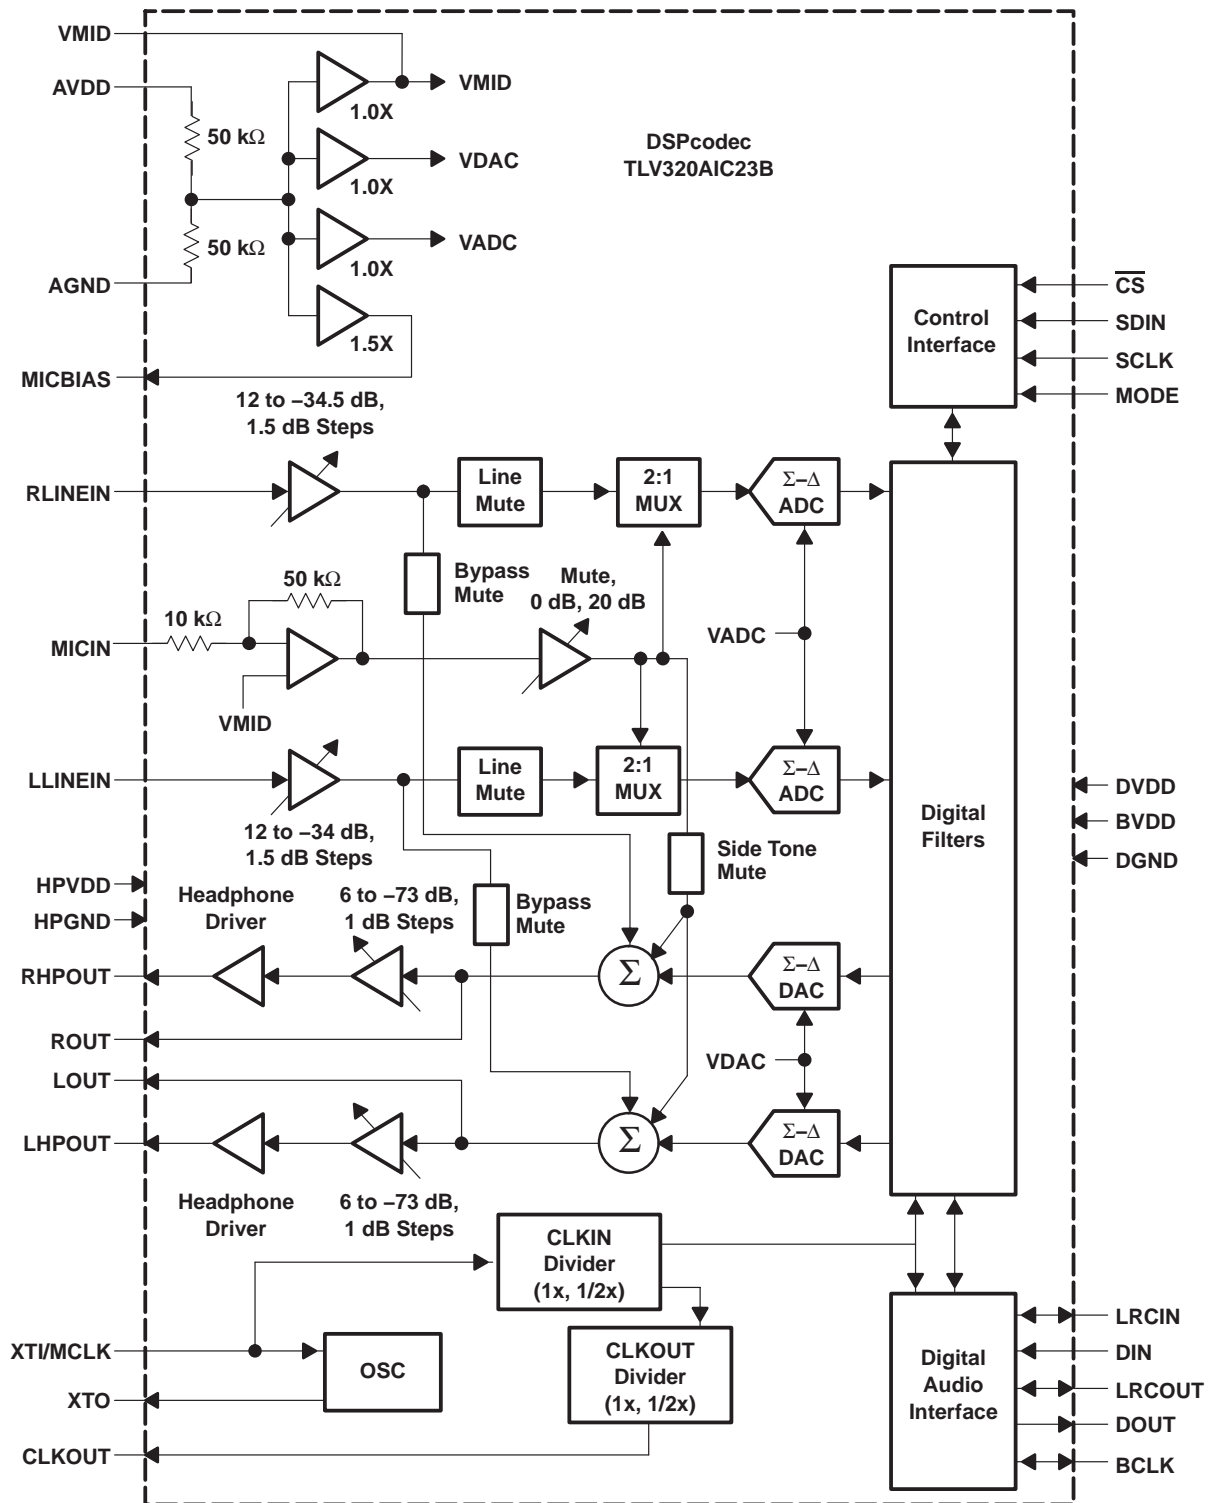 VMID
AVDD
50 kΩ
50 kΩ
AGND
MICBIAS
1.0X
VMID
1.0X
VDAC
1.0X
VADC
1.5X
DSPcodec
TLV320AIC23B
Control
Interface
CS
SDIN
SCLK
MODE
12 to –34.5 dB,
1.5 dB Steps
RLINEIN
Line
Mute
2:1
MUX
Σ–Δ
ADC
Bypass
Mute
Mute,
0 dB, 20 dB
50 kΩ
10 kΩ
MICIN
VMID
VADC
LLINEIN
12 to –34 dB,
1.5 dB Steps
Line
Mute
2:1
MUX
Σ–Δ
ADC
Digital
Filters
DVDD
BVDD
DGND
Side Tone
Mute
HPVDD
HPGND
Headphone
Driver
6 to –73 dB,
1 dB Steps
Bypass
Mute
RHPOUT
Σ
Σ–Δ
DAC
ROUT
LOUT
VDAC
LHPOUT
Σ
Σ–Δ
DAC
Headphone
Driver
6 to –73 dB,
1 dB Steps
CLKIN
Divider
(1x, 1/2x)
XTI/MCLK
OSC
XTO
CLKOUT
Divider
(1x, 1/2x)
CLKOUT
Digital
Audio
Interface
LRCIN
DIN
LRCOUT
DOUT
BCLK